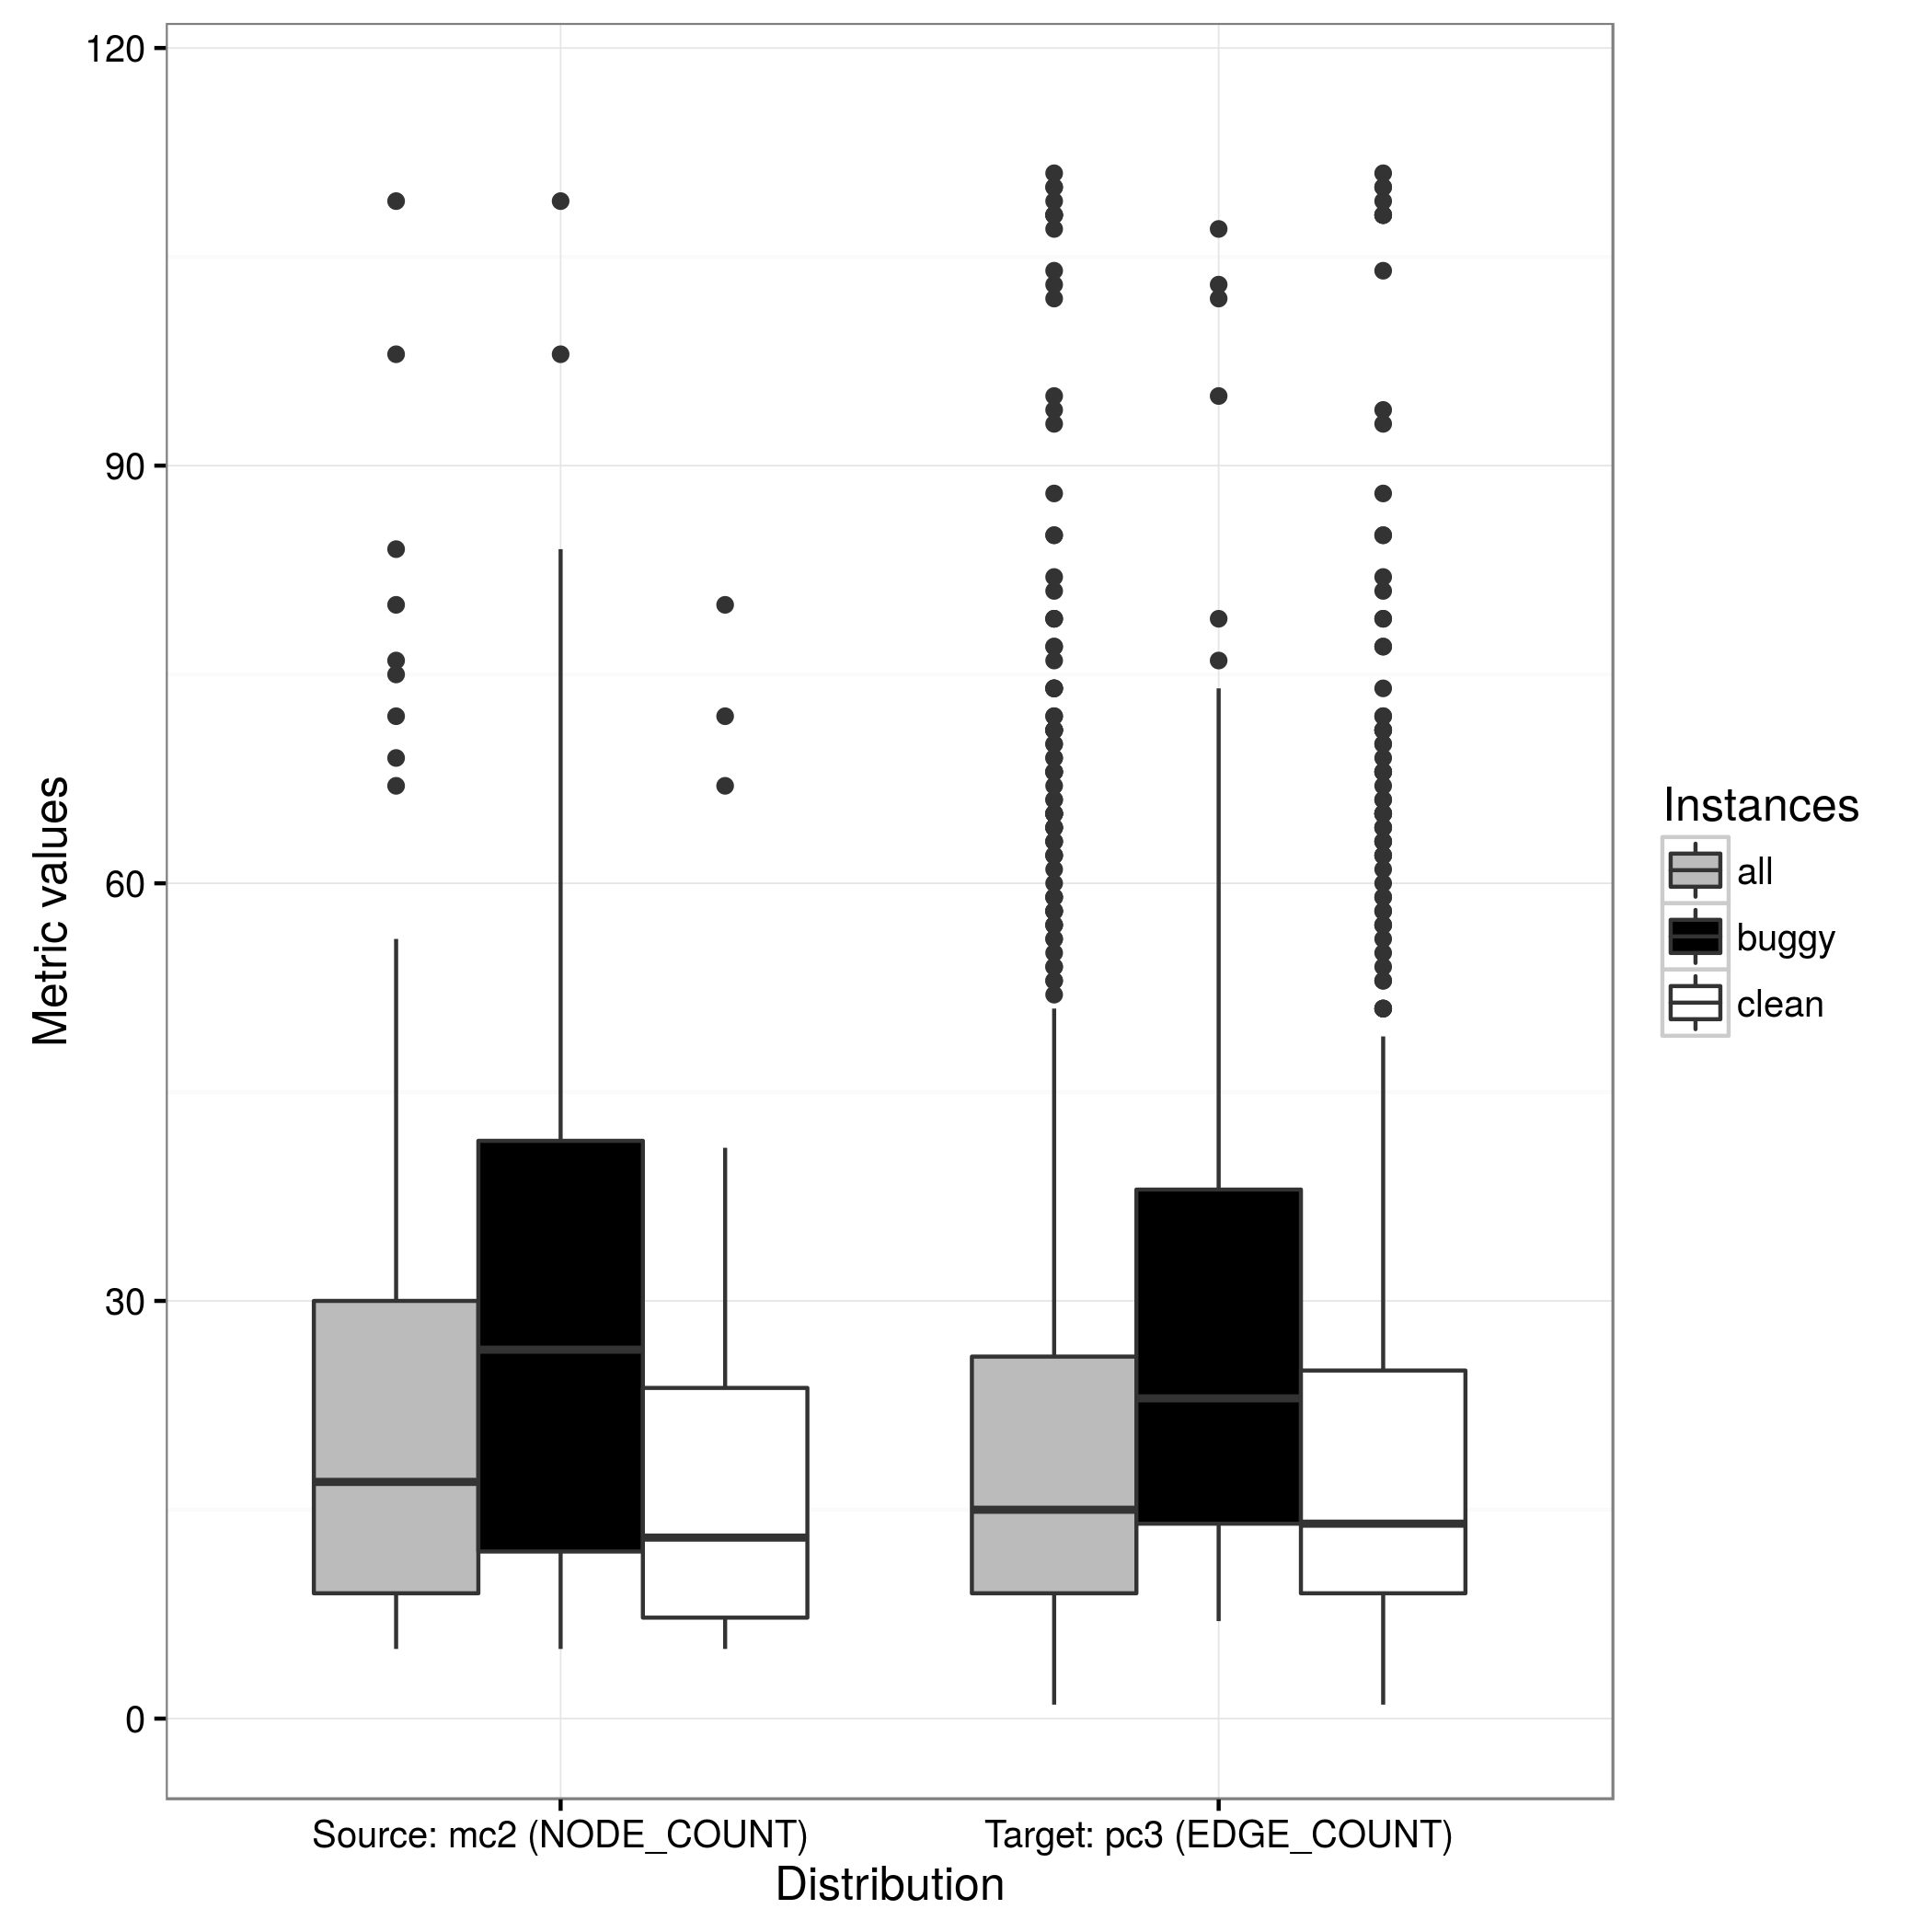 120
90
60
30
0
Metric values
Source: mc2 (NODE_COUNT)
Target: pc3 (EDGE_COUNT)
Distribution
Instances
all
buggy
clean